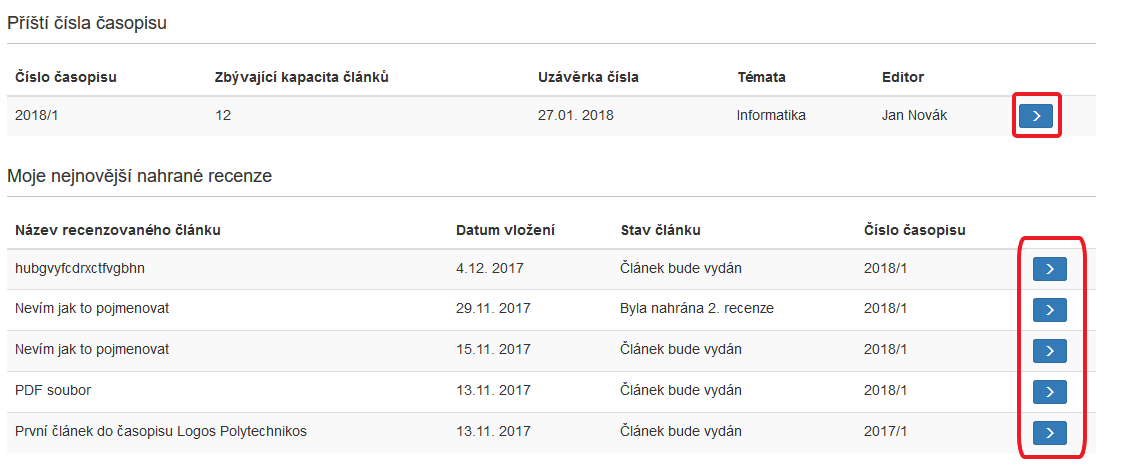 Příští čísla časopisu
Číslo časopisu Zbývající kapacita článků Uzávěrka čísla Témata Editor
2018/1 12 27.01. 2018 Informatika Jan Novák
Moje nejnovější nahrané recenze
Název recenzovaného článku Datum vložení Stav článku Číslo časopisu
hubgvyfcdrxctfvgbhn 4.12. 2017 Článek bude vydán 2018/1
Nevím jak to pojmenovat 29.11. 2017 Byla nahrána 2. recenze 2018/1
Nevím jak to pojmenovat 15.11. 2017 Článek bude vydán 2018/1
PDF soubor 13.11. 2017 Článek bude vydán 2018/1
První článek do časopisu Logos Polytechnikos 13.11. 2017 Článek bude vydán 2017/1